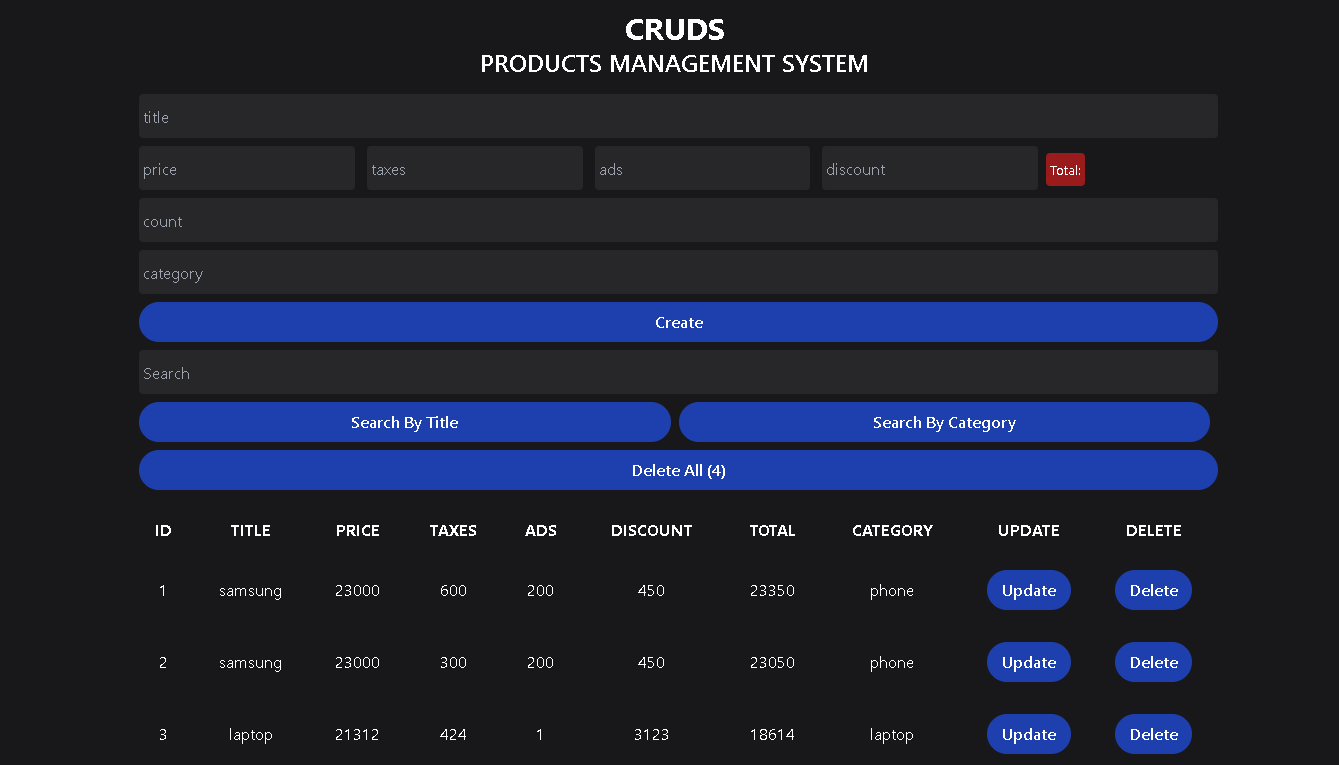 CRUDS
PRODUCTS MANAGEMENT SYSTEM
title
price taxes ads discount Total:
count
category
Create
Search
Search By Title Search By Category
Delete All (4)
ID TITLE PRICE TAXES ADS DISCOUNT TOTAL CATEGORY UPDATE DELETE
1 samsung 23000 600 200 450 23350 phone Update Delete
2 samsung 23000 300 200 450 23050 phone Update Delete
3 laptop 21312 424 1 3123 18614 laptop Update Delete